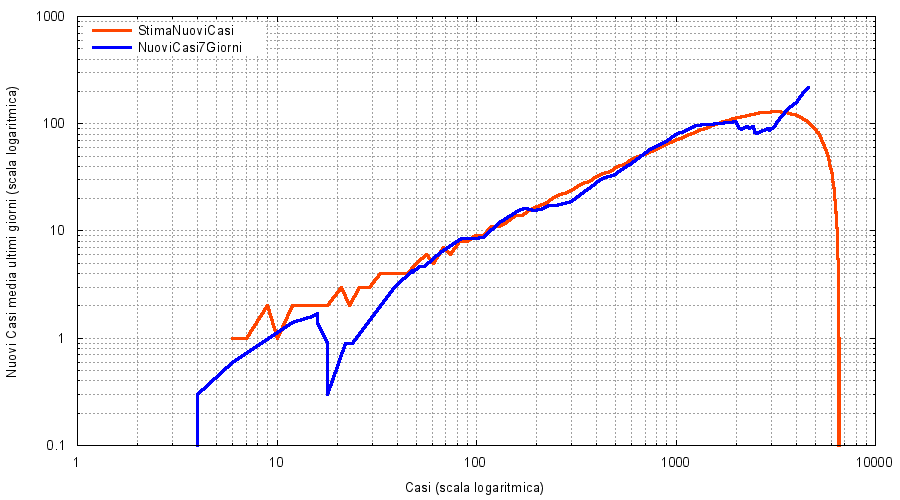 1000
StimaNuoviCasi
NuoviCasi7Giorni
100
10
1
0.1
Nuovi Casi media ultimi giorni (scala logaritmica)
1
10
100
1000
10000
Casi (scala logaritmica)